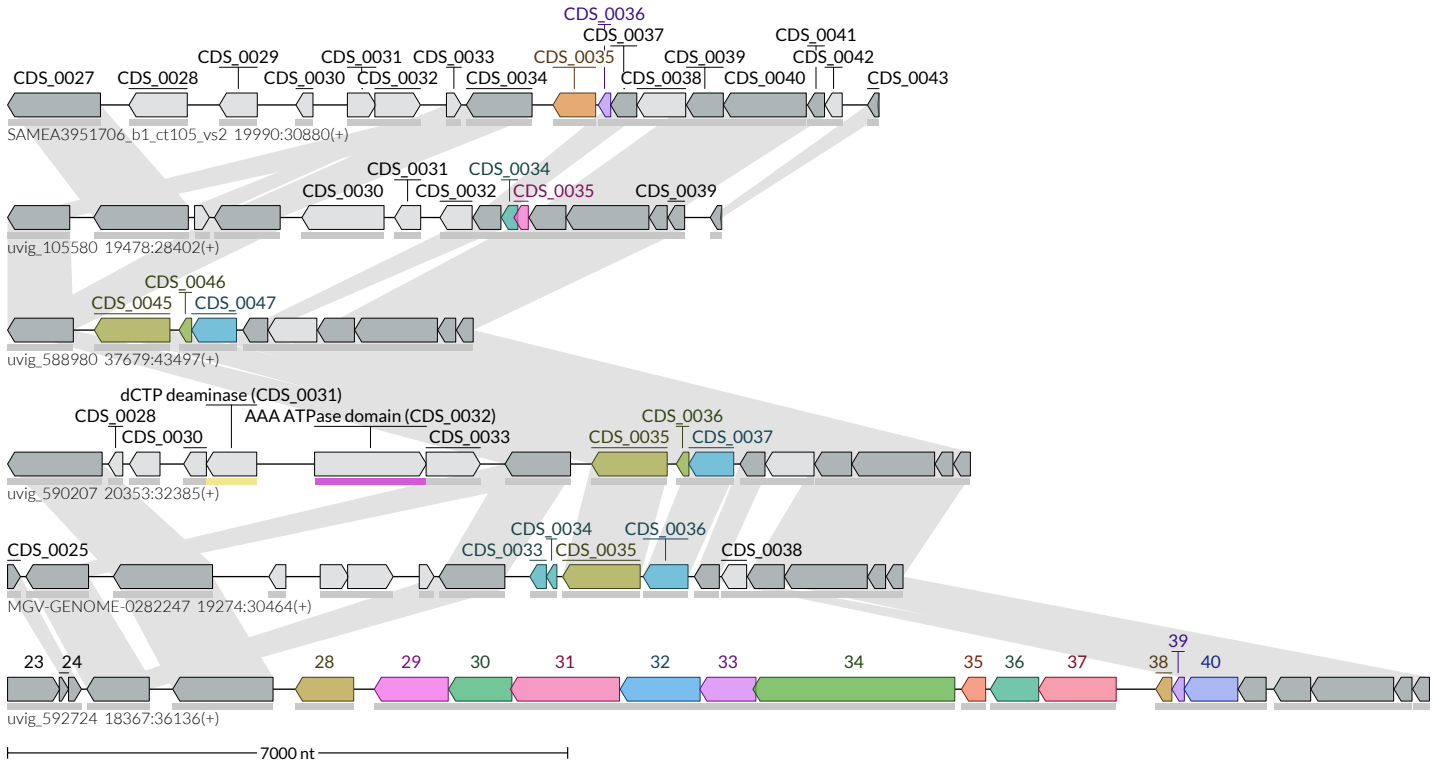 CDS_0036
CDS_0037 CDS_0041
CDS_0029 CDS_0031 CDS_0033 CDS_0035 CDS_0039 CDS_0042
CDS_0027 CDS_0028 CDS_0030 CDS_0032 CDS_0034 CDS_0038 CDS_0040 CDS_0043
SAMEA3951706_b1_ct105_vs2 19990:30880(+)
CDS_0031 CDS_0034
CDS_0030 CDS_0032 CDS_0035 CDS_0039
uvig_105580 19478:28402(+)
CDS_0046
CDS_0045 CDS_0047
uvig_588980 37679:43497(+)
dCTP deaminase (CDS_0031)
CDS_0028 AAA ATPase domain (CDS_0032) CDS_0036
CDS_0030 CDS_0033 CDS_0035 CDS_0037
uvig_590207 20353:32385(+)
CDS_0034 CDS_0036
CDS_0025 CDS_0033 CDS_0035 CDS_0038
MGV-GENOME-0282247 19274:30464(+)
39
23 24 28 29 30 31 32 33 34 35 36 37 38 40
uvig_592724 18367:36136(+)
7000 nt